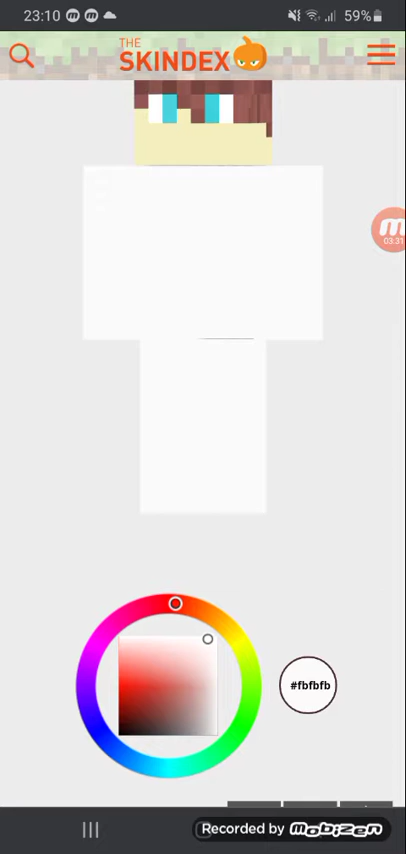 23:10
59%
THE
SKINDEX
03:31
#fbfbfb
Recorded by mobizen